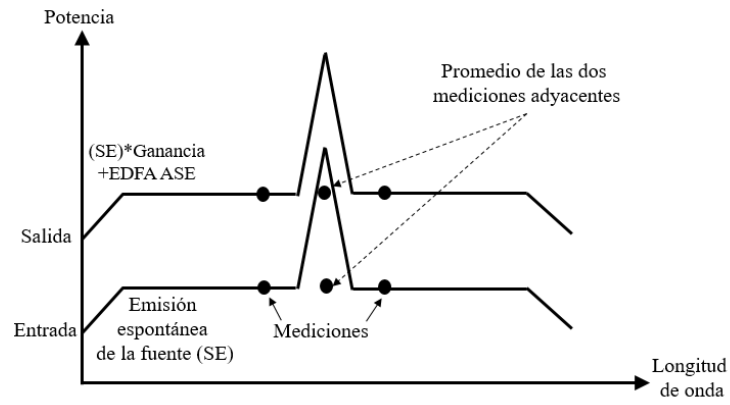 Potencia
Promedio de las dos
mediciones adyacentes
(SE)*Ganancia
+EDFA ASE
Salida
Emisión
espontánea
de la fuente (SE)
Mediciones
Entrada
Longitud
de onda